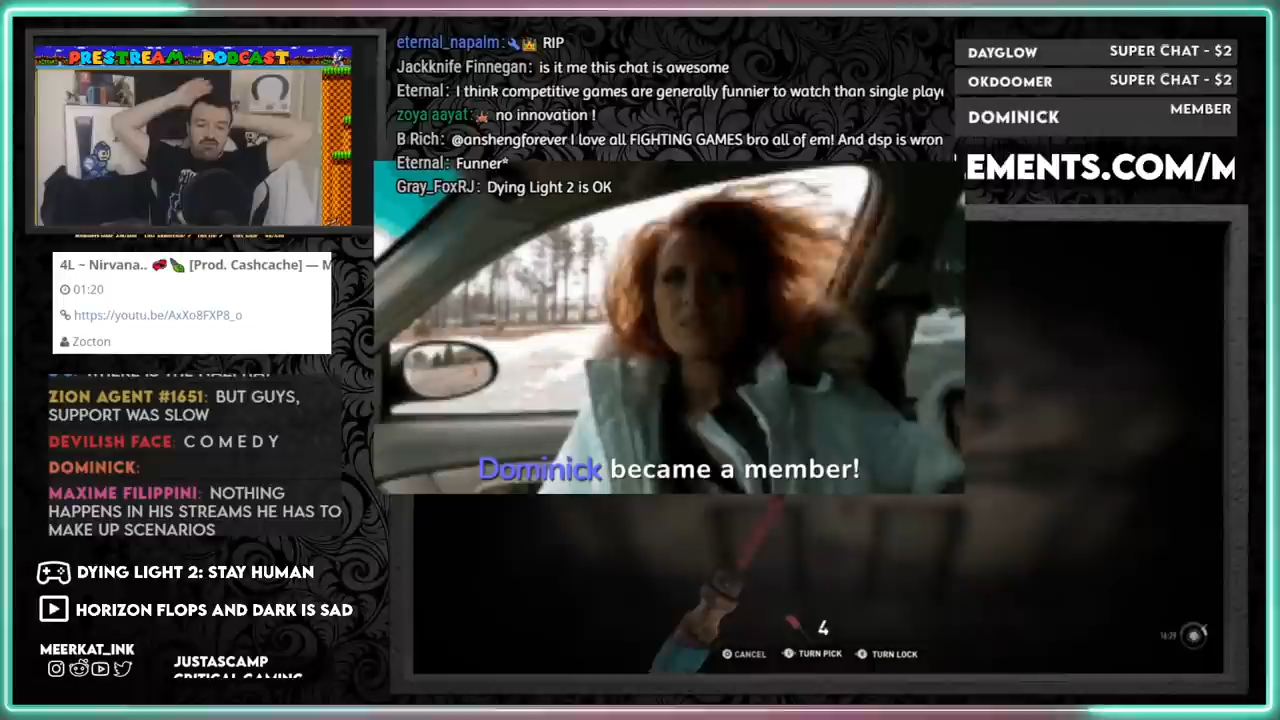 PRESTREAM PODCAST
eternal_napalm: RIP
Jackknife Finnegan: is it me this chat is awesome
Eternal: I think competitive games are generally funnier to watch than single playe
zoya aayat: no innovation !
B Rich: @anshengforever I love all FIGHTING GAMES bro all of em! And dsp is wron
Eternal: Funner*
Gray_FoxRJ: Dying Light 2 is OK
DAYGLOW SUPER CHAT - $2
OKDOOMER SUPER CHAT - $2
DOMINICK MEMBER
EMENTS.COM/M
4L ~ Nirvana.. [Prod. Cashcache] — M
01:20
https://youtu.be/AxXo8FXP8_o
Zocton
ZION AGENT #1651: BUT GUYS,
SUPPORT WAS SLOW
DEVILISH FACE: C O M E D Y
DOMINICK:
MAXIME FILIPPINI: NOTHING
HAPPENS IN HIS STREAMS HE HAS TO
MAKE UP SCENARIOS
Dominick became a member!
DYING LIGHT 2: STAY HUMAN
HORIZON FLOPS AND DARK IS SAD
MEERKAT_INK
JUSTASCAMP
CRITICAL GAMING
4
CANCEL TURN PICK TURN LOCK